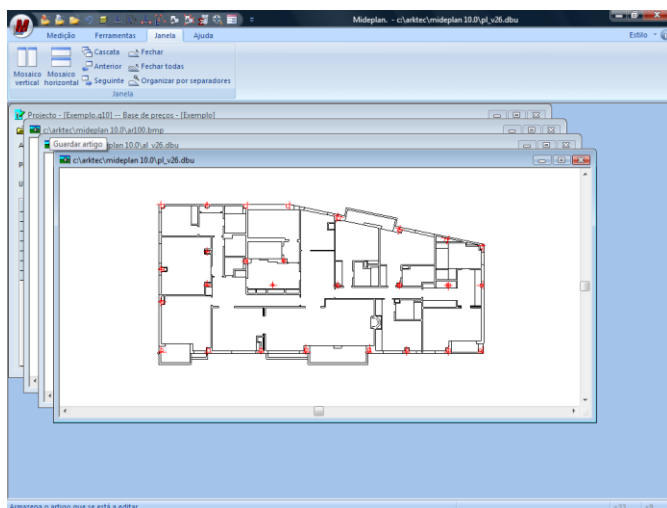 Mideplan. - c:\arktec\mideplan 10.0\pl_v26.dbu
Medição Ferramentas Janela Ajuda
Estilo
Mosaico vertical
Mosaico horizontal
Cascata
Anterior
Seguinte
Fechar
Fechar todas
Organizar por separadores
Janela
Projecto - [Exemplo.q10] -- Base de preços - [Exemplo]
c:\arktec\mideplan 10.0\ar100.bmp
Guardar artigo
plan 10.0\al_v26.dbu
c:\arktec\mideplan 10.0\pl_v26.dbu
Armazena o artigo que se está a editar